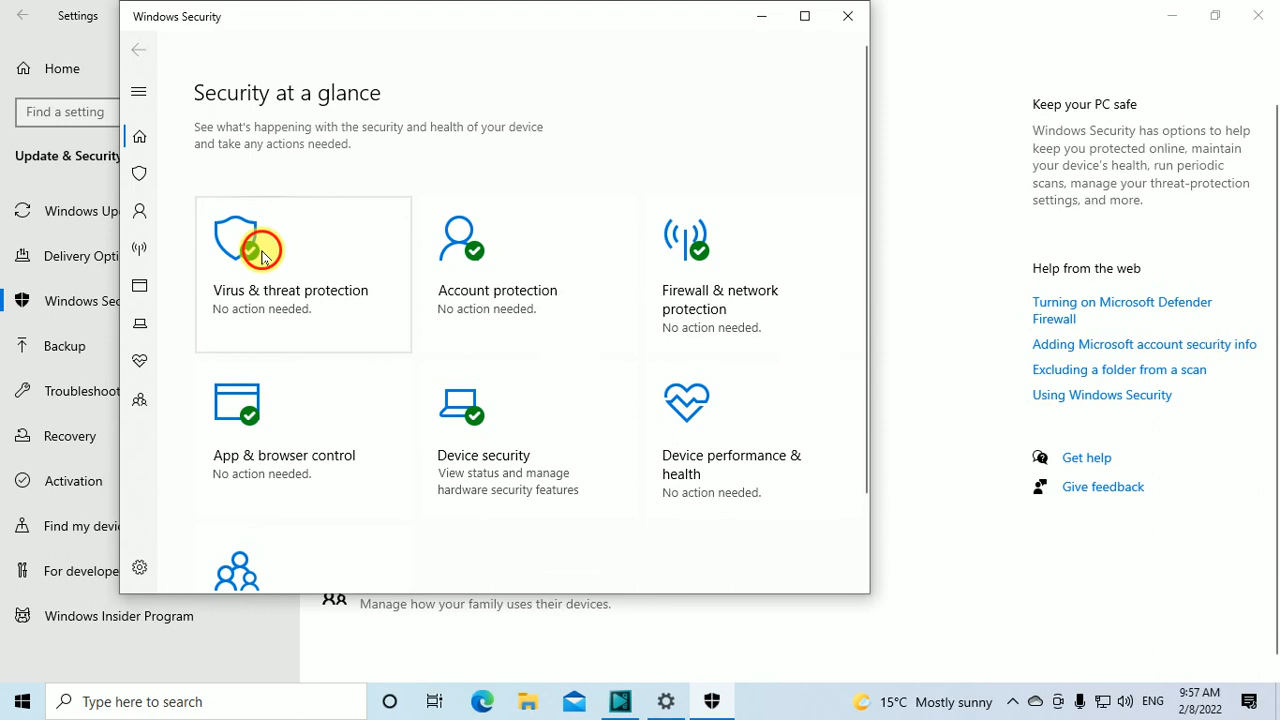 Settings
Home
Find a setting
Update & Security
Windows Up
Delivery Opti
Windows Sec
Backup
Troubleshoot
Recovery
Activation
Find my devi
For develope
Windows Insider Program
Windows Security
Security at a glance
See what's happening with the security and health of your device
and take any actions needed.
Virus & threat protection
No action needed.
Account protection
No action needed.
Firewall & network
protection
No action needed.
App & browser control
No action needed.
Device security
View status and manage
hardware security features
Device performance &
health
No action needed.
Manage how your family uses their devices.
Keep your PC safe
Windows Security has options to help
keep you protected online, maintain
your device's health, run periodic
scans, manage your threat-protection
settings, and more.
Help from the web
Turning on Microsoft Defender
Firewall
Adding Microsoft account security info
Excluding a folder from a scan
Using Windows Security
Get help
Give feedback
Type here to search
15°C Mostly sunny
ENG
9:57 AM
2/8/2022